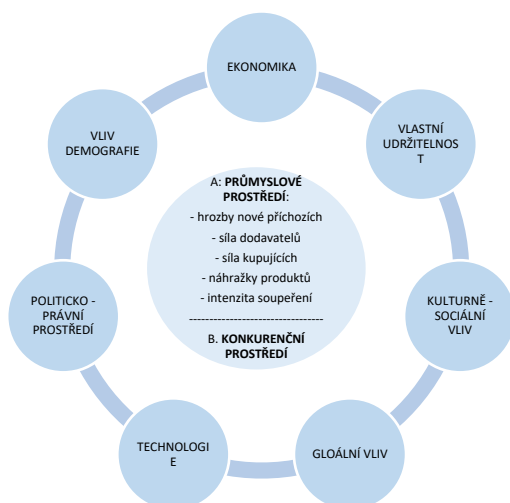 EKONOMIKA
VLASTNÍ
UDRŽITELNOS
T
KULTURNĚ -
SOCIÁLNÍ
VLIV
GLOÁLNÍ VLIV
TECHNOLOGI
E
POLITICKO -
PRÁVNÍ
PROSTŘEDÍ
VLIV
DEMOGRAFIE
A: PRŮMYSLOVÉ
PROSTŘEDÍ:
- hrozby nové příchozích
- síla dodavatelů
- síla kupujících
- náhražky produktů
- intenzita soupeření
---------------------------------
B. KONKURENČNÍ
PROSTŘEDÍ